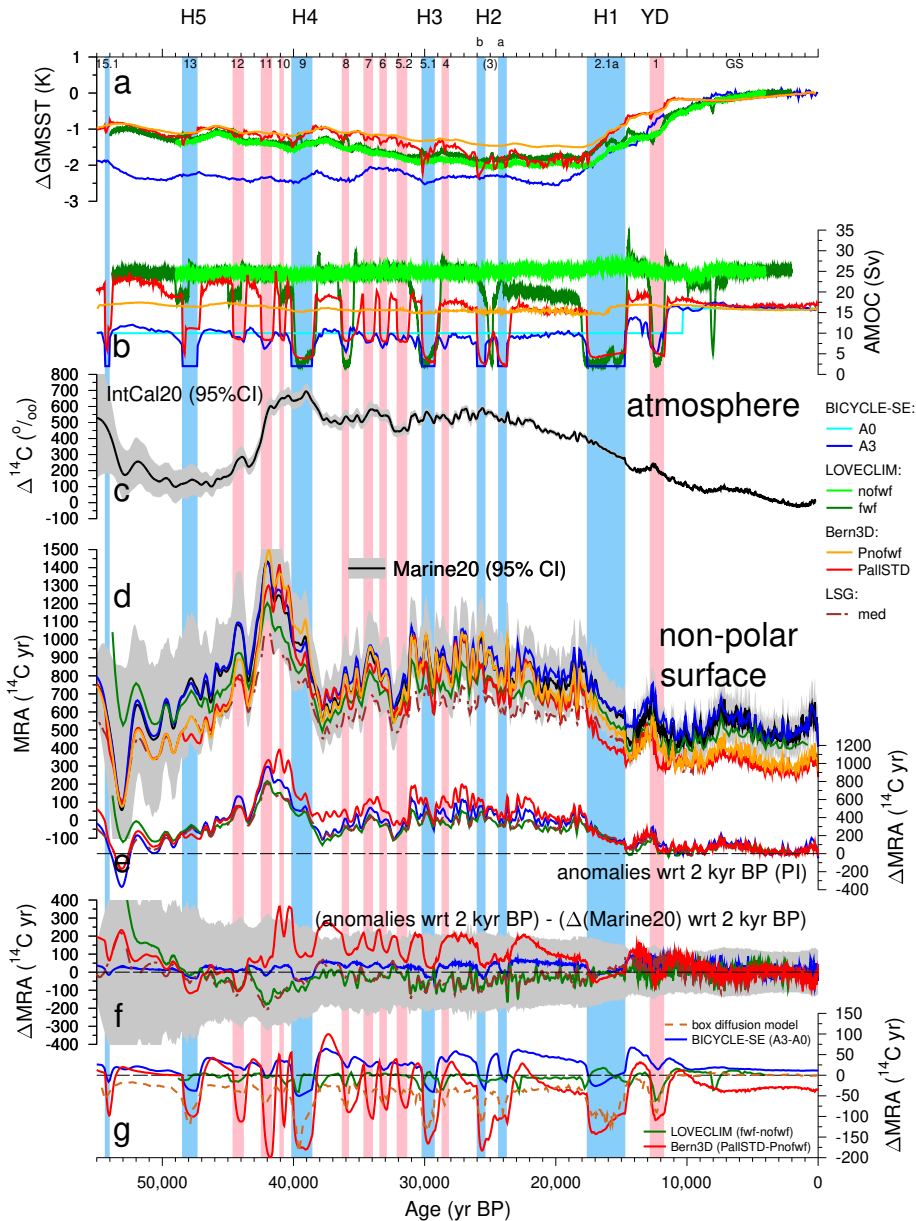 H5 H4 H3 H2 H1 YD
b a
15.1 13 12 11 10 9 8 7 6 5.2 5.1 4 (3) 2.1a 1 GS
a
1
0
-1
-2
-3
ΔGMSST (K)
35
30
25
20
15
10
5
0
AMOC (Sv)
b
800
700
600
500
400
300
200
100
0
-100
Δ ¹⁴C (⁰/₀₀)
IntCal20 (95%CI)
atmosphere
c
BICYCLE-SE:
A0
A3
LOVECLIM:
nofwf
fwf
Bern3D:
Pnofwf
PallSTD
LSG:
med
1500
1400
1300
1200
1100
1000
900
800
700
600
500
400
300
200
100
0
-100
MRA (¹⁴C yr)
d
Marine20 (95% CI)
non-polar
surface
1200
1000
800
600
400
200
0
-200
-400
ΔMRA (¹⁴C yr)
e
anomalies wrt 2 kyr BP (PI)
400
300
200
100
0
-100
-200
-300
-400
ΔMRA (¹⁴C yr)
(anomalies wrt 2 kyr BP) - (Δ(Marine20) wrt 2 kyr BP)
f
box diffusion model
BICYCLE-SE (A3-A0)
150
100
50
0
-50
-100
-150
-200
ΔMRA (¹⁴C yr)
g
LOVECLIM (fwf-nofwf)
Bern3D (PallSTD-Pnofwf)
50,000 40,000 30,000 20,000 10,000 0
Age (yr BP)